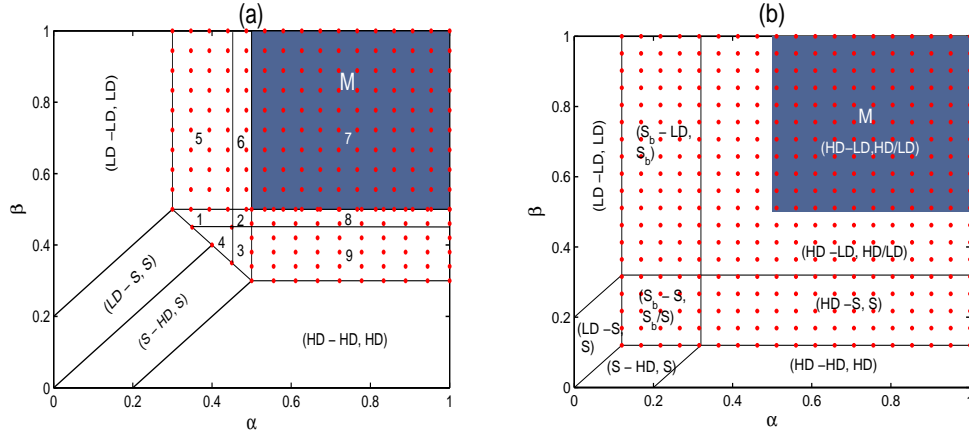 (a)
1
0.8
0.6
0.4
0.2
0
β
(LD –LD, LD)
5
6
M
7
1
2
8
4
3
9
(LD – S, S)
(S – HD, S)
(HD – HD, HD)
0
0.2
0.4
0.6
0.8
1
α
(b)
1
0.8
0.6
0.4
0.2
0
β
(LD –LD, LD)
(S_b – LD,
S_b)
M
(HD–LD,HD/LD)
(HD –LD, HD/LD)
(S_b – S,
S_b/S)
(HD –S, S)
(LD –S,
S)
(S – HD, S)
(HD –HD, HD)
0
0.2
0.4
0.6
0.8
1
α